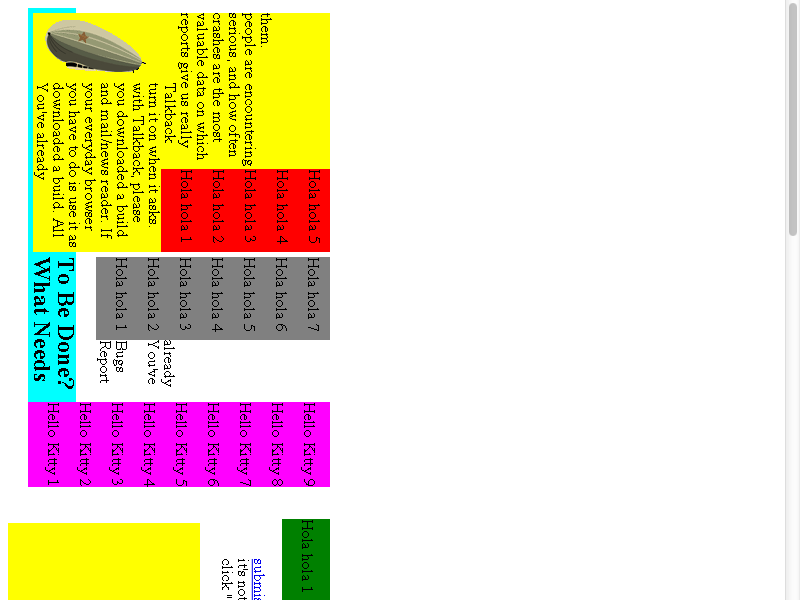 What Needs
To Be Done?
You've already
downloaded a build. All
you have to do is use it as
your everyday browser
and mail/news reader. If
you downloaded a build
with Talkback, please
turn it on when it asks.
Talkback
reports give us really
valuable data on which
crashes are the most
serious, and how often
people are encountering
them.
Hola hola 1
Hola hola 2
Hola hola 3
Hola hola 4
Hola hola 5
Hola hola 1
Hola hola 2
Hola hola 3
Hola hola 4
Hola hola 5
Hola hola 6
Hola hola 7
Report
Bugs
You've
already
Hello Kitty 1
Hello Kitty 2
Hello Kitty 3
Hello Kitty 4
Hello Kitty 5
Hello Kitty 6
Hello Kitty 7
Hello Kitty 8
Hello Kitty 9
click "
it's not
submis
Hola hola 1